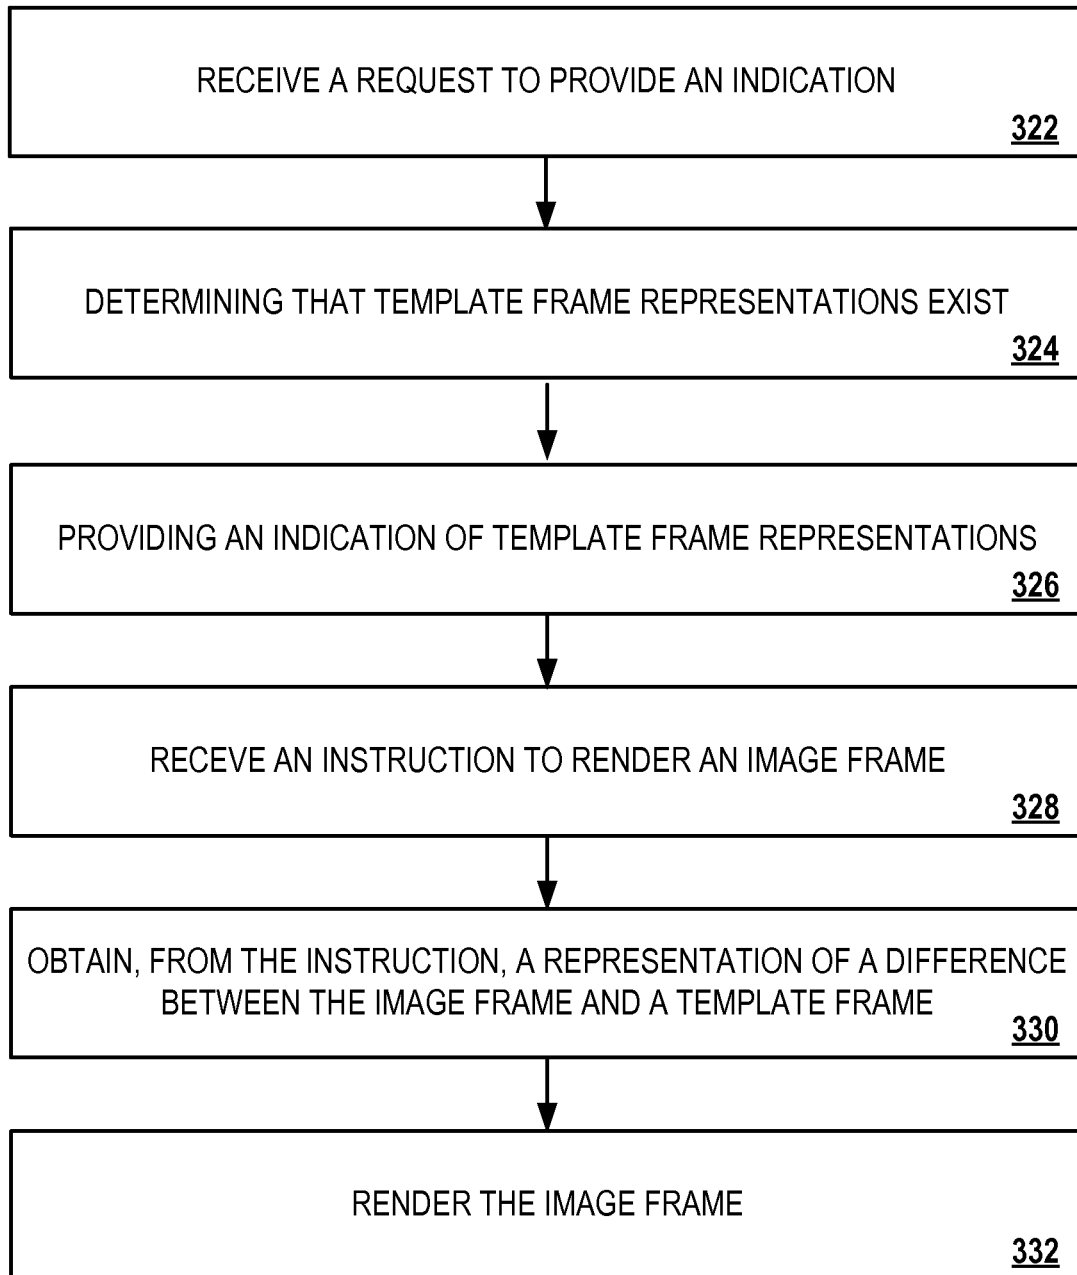 RECEIVE A REQUEST TO PROVIDE AN INDICATION
322
DETERMINING THAT TEMPLATE FRAME REPRESENTATIONS EXIST
324
PROVIDING AN INDICATION OF TEMPLATE FRAME REPRESENTATIONS
326
RECEVE AN INSTRUCTION TO RENDER AN IMAGE FRAME
328
OBTAIN, FROM THE INSTRUCTION, A REPRESENTATION OF A DIFFERENCE
BETWEEN THE IMAGE FRAME AND A TEMPLATE FRAME
330
RENDER THE IMAGE FRAME
332